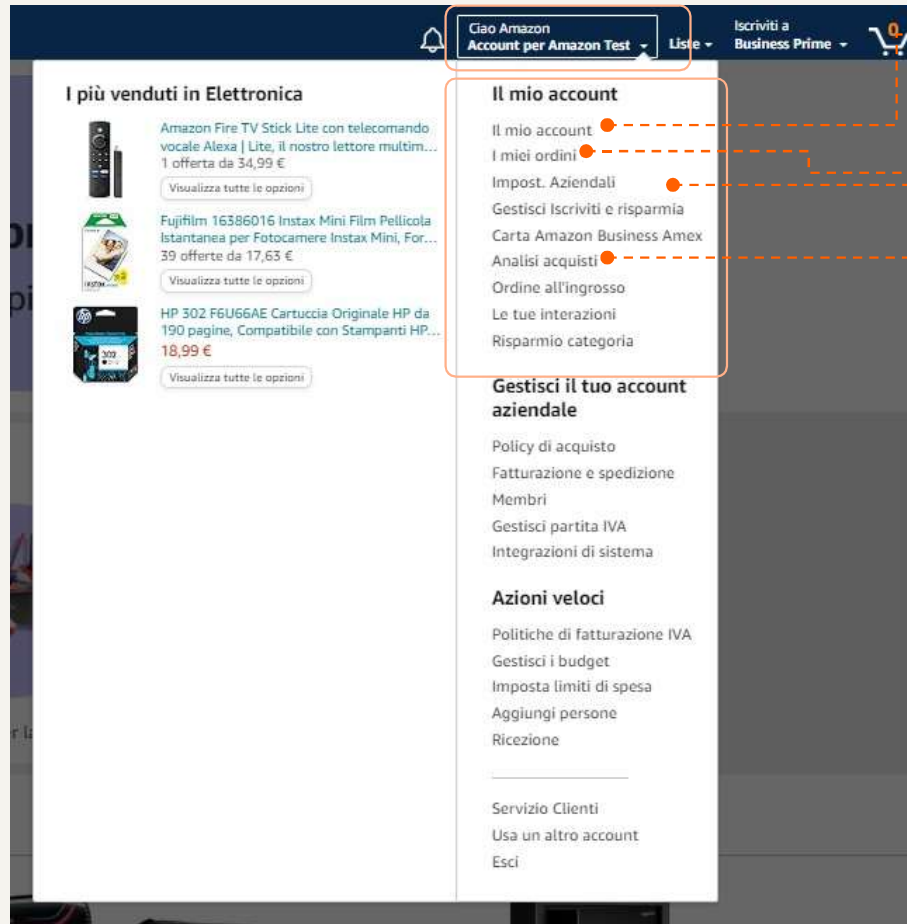 Ciao Amazon
Account per Amazon Test
Liste
Iscriviti a
Business Prime
0
I più venduti in Elettronica
Amazon Fire TV Stick Lite con telecomando
vocale Alexa | Lite, il nostro lettore multim...
1 offerta da 34,99 €
Visualizza tutte le opzioni
Fujifilm 16386016 Instax Mini Film Pellicola
Istantanea per Fotocamere Instax Mini, For...
39 offerte da 17,63 €
Visualizza tutte le opzioni
HP 302 F6U66AE Cartuccia Originale HP da
190 pagine, Compatibile con Stampanti HP...
18,99 €
Visualizza tutte le opzioni
Il mio account
Il mio account
I miei ordini
Impost. Aziendali
Gestisci Iscriviti e risparmia
Carta Amazon Business Amex
Analisi acquisti
Ordine all'ingrosso
Le tue interazioni
Risparmio categoria
Gestisci il tuo account
aziendale
Policy di acquisto
Fatturazione e spedizione
Membri
Gestisci partita IVA
Integrazioni di sistema
Azioni veloci
Politiche di fatturazione IVA
Gestisci i budget
Imposta limiti di spesa
Aggiungi persone
Ricezione
Servizio Clienti
Usa un altro account
Esci